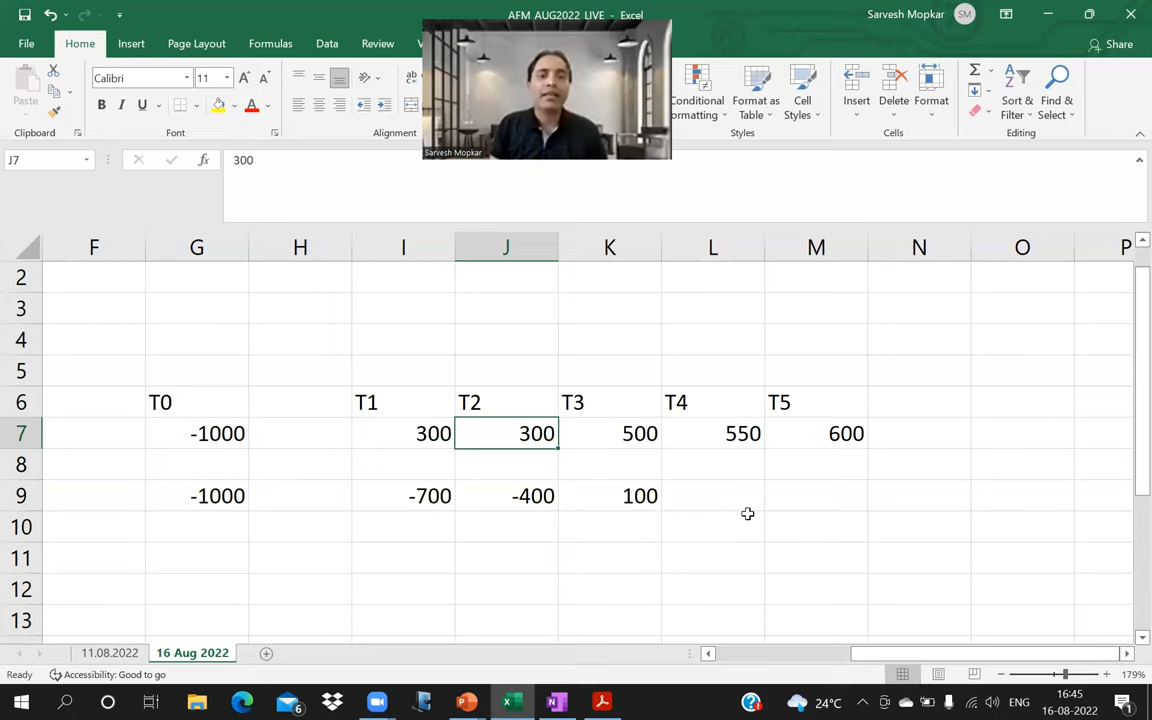 AFM AUG2022 LIVE - Excel
Sarvesh Mopkar
SM
File
Home
Insert
Page Layout
Formulas
Data
Review
Share
Paste
Calibri
11
B I U
A
ab
Conditional
Formatting
Format as
Table
Cell
Styles
Insert
Delete
Format
Sort &
Filter
Find &
Select
Clipboard
Font
Alignment
Styles
Cells
Editing
Sarvesh Mopkar
J7
fx
300
F G H I J K L M N O P
2
3
4
5
6 T0 T1 T2 T3 T4 T5
7 -1000 300 300 500 550 600
8
9 -1000 -700 -400 100
10
11
12
13
11.08.2022
16 Aug 2022
Ready
Accessibility: Good to go
179%
6
24°C
ENG
16:45
16-08-2022
1